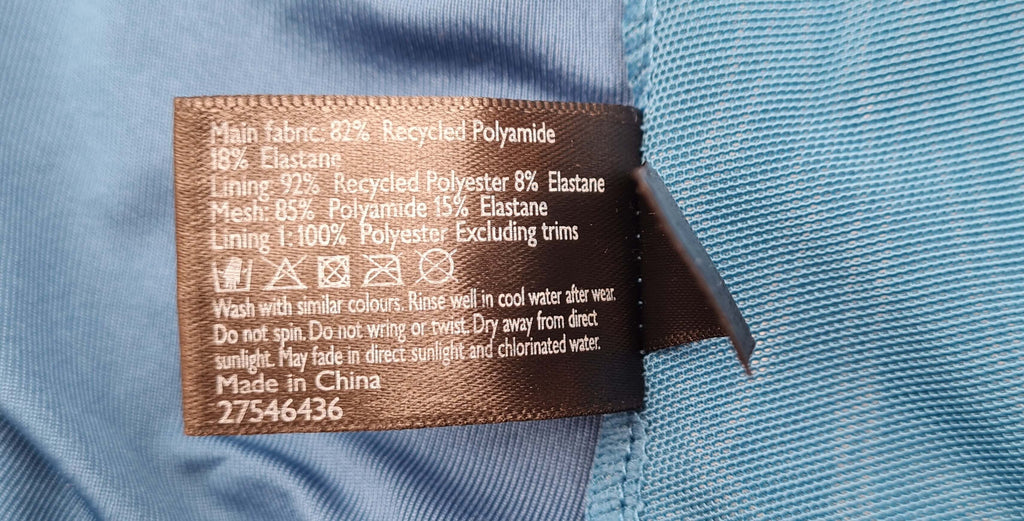 Main fabric: 82% Recycled Polyamide
18% Elastane
Lining: 92% Recycled Polyester 8% Elastane
Mesh: 85% Polyamide 15% Elastane
Lining 1: 100% Polyester Excluding trims
Wash with similar colours. Rinse well in cool water after wear.
Do not spin. Do not wring or twist. Dry away from direct
sunlight. May fade in direct sunlight and chlorinated water.
Made in China
27546436